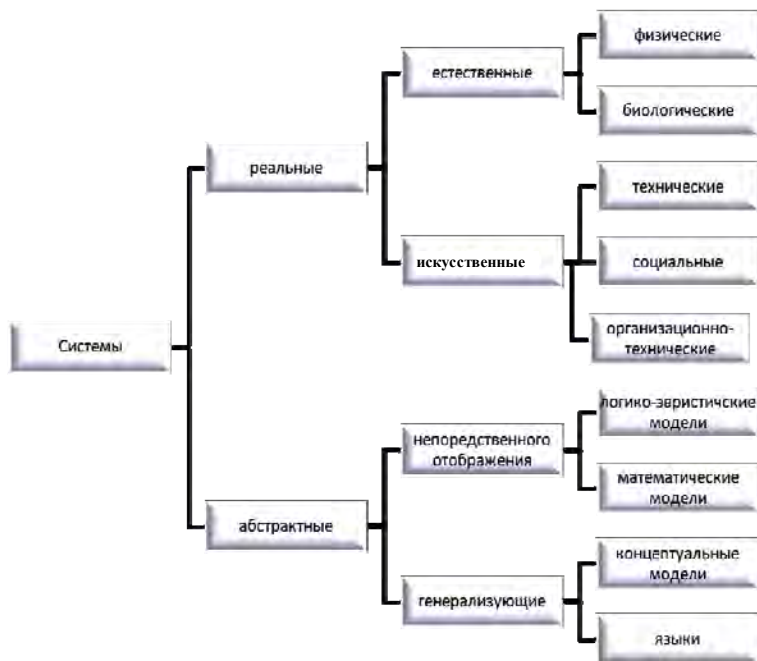 физические
естественные
биологические
реальные
технические
искусственные
социальные
организационно-
технические
Системы
логико-эвристичские
модели
непоредственного
отображения
математические
модели
абстрактные
концептуальные
модели
генерализующие
языки